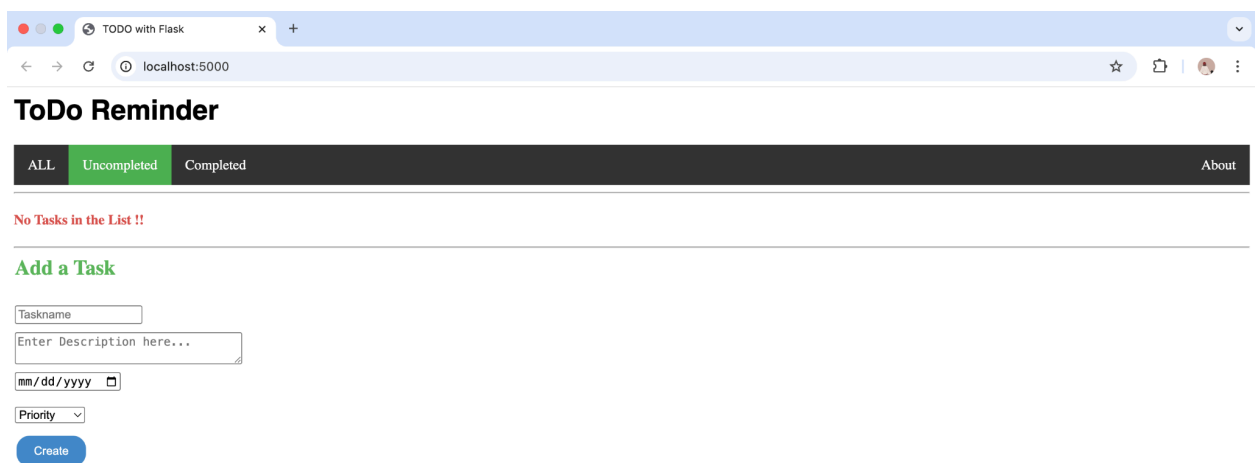 TODO with Flask
localhost:5000
ToDo Reminder
ALL Uncompleted Completed About
No Tasks in the List !!
Add a Task
Taskname
Enter Description here...
mm/dd/yyyy
Priority
Create